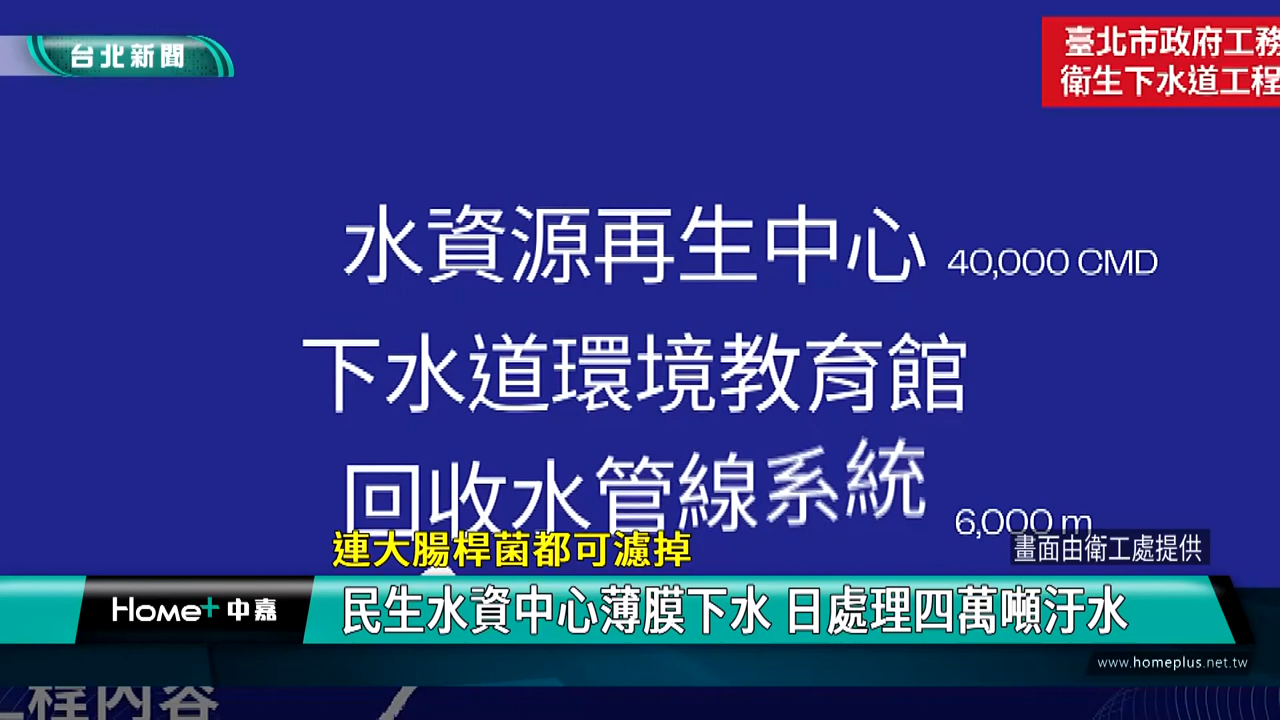 台北新聞
臺北市政府工務
衛生下水道工程
水資源再生中心 40,000 CMD
下水道環境教育館
回收水管線系統 6,000 m
連大腸桿菌都可濾掉
畫面由衛工處提供
Home+中嘉
民生水資中心薄膜下水 日處理四萬噸汙水
www.homeplus.net.tw
工程內容